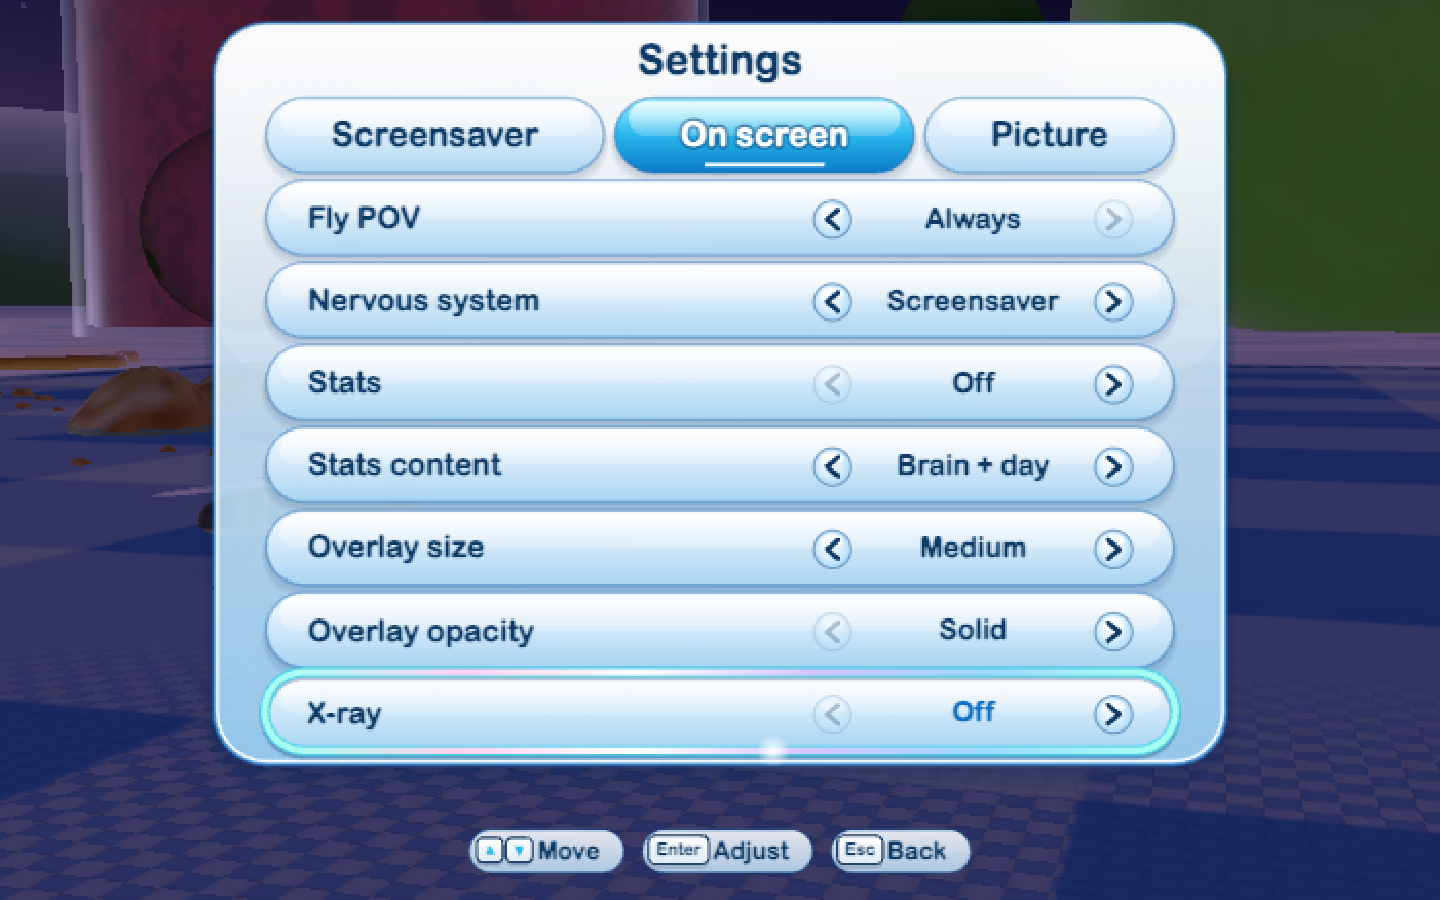 Settings
Screensaver On screen Picture
Fly POV Always
Nervous system Screensaver
Stats Off
Stats content Brain + day
Overlay size Medium
Overlay opacity Solid
X-ray Off
Move Enter Adjust Esc Back